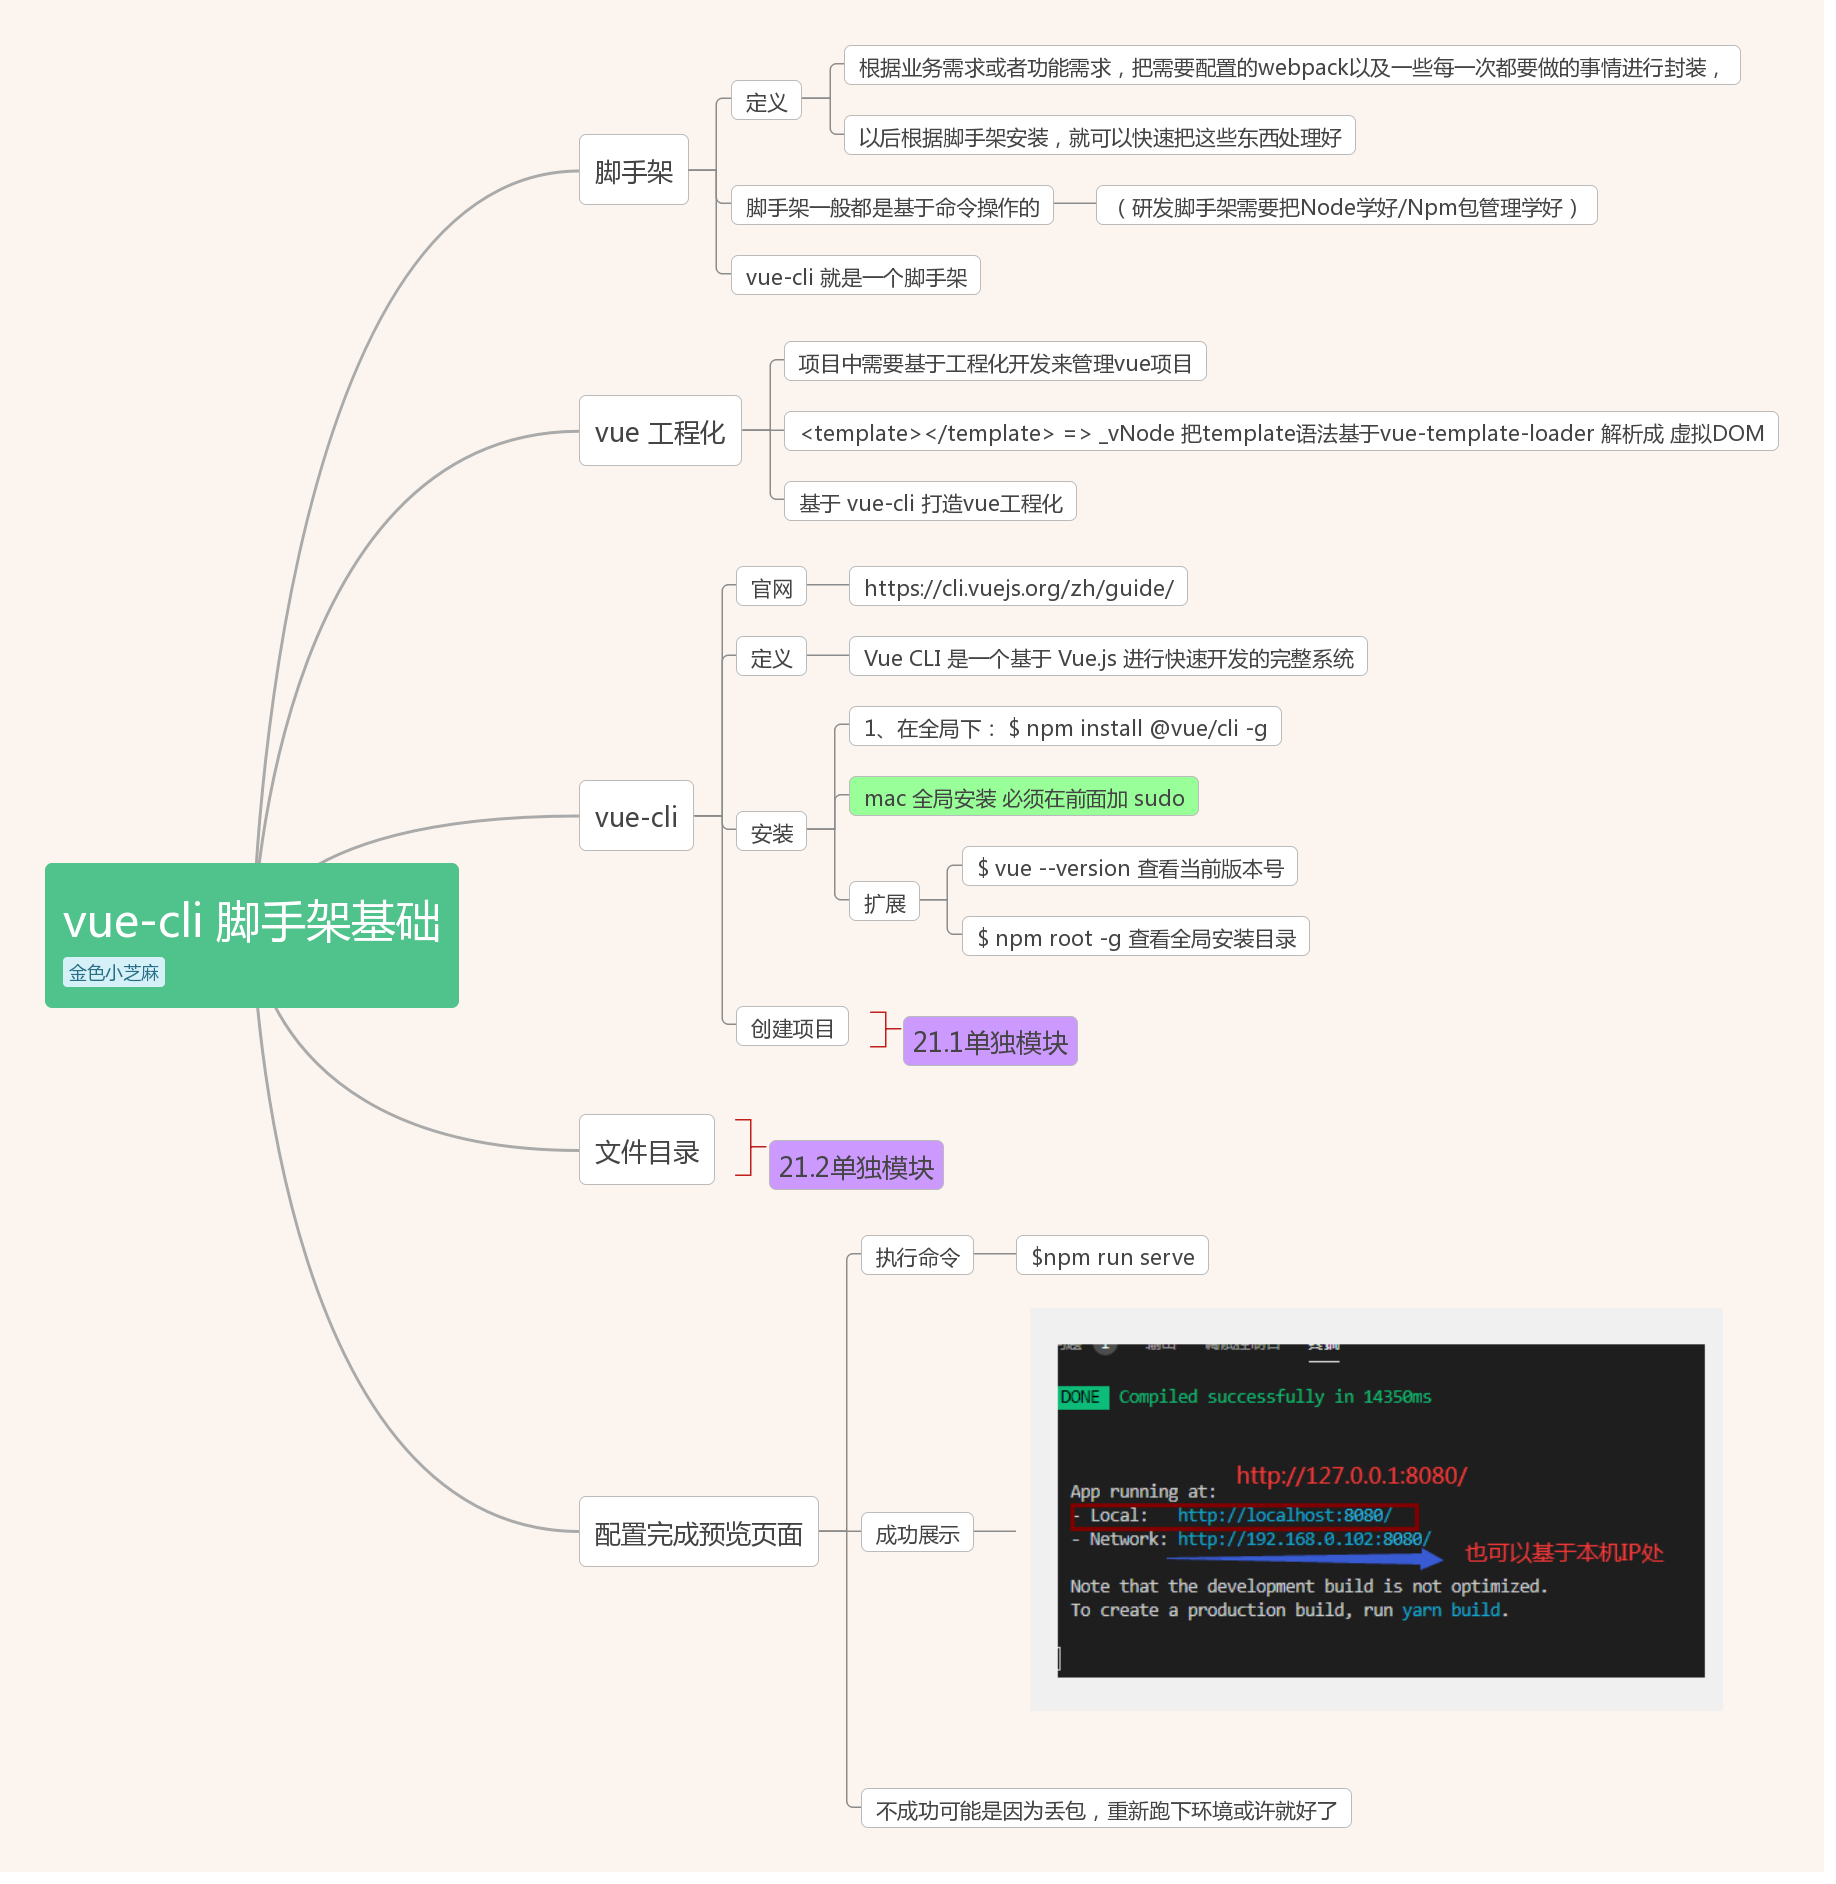 vue-cli 脚手架基础
金色小芝麻
脚手架
定义
根据业务需求或者功能需求，把需要配置的webpack以及一些每一次都要做的事情进行封装，
以后根据脚手架安装，就可以快速把这些东西处理好
脚手架一般都是基于命令操作的
（研发脚手架需要把Node学好/Npm包管理学好）
vue-cli 就是一个脚手架
vue 工程化
项目中需要基于工程化开发来管理vue项目
<template></template> => _vNode 把template语法基于vue-template-loader 解析成 虚拟DOM
基于 vue-cli 打造vue工程化
vue-cli
官网
https://cli.vuejs.org/zh/guide/
定义
Vue CLI 是一个基于 Vue.js 进行快速开发的完整系统
安装
1、在全局下： $ npm install @vue/cli -g
mac 全局安装 必须在前面加 sudo
扩展
$ vue --version 查看当前版本号
$ npm root -g 查看全局安装目录
创建项目
21.1单独模块
文件目录
21.2单独模块
配置完成预览页面
执行命令
$npm run serve
成功展示
DONE Compiled successfully in 14350ms
http://127.0.0.1:8080/
App running at:
- Local: http://localhost:8080/
- Network: http://192.168.0.102:8080/
也可以基于本机IP处
Note that the development build is not optimized.
To create a production build, run yarn build.
不成功可能是因为丢包，重新跑下环境或许就好了